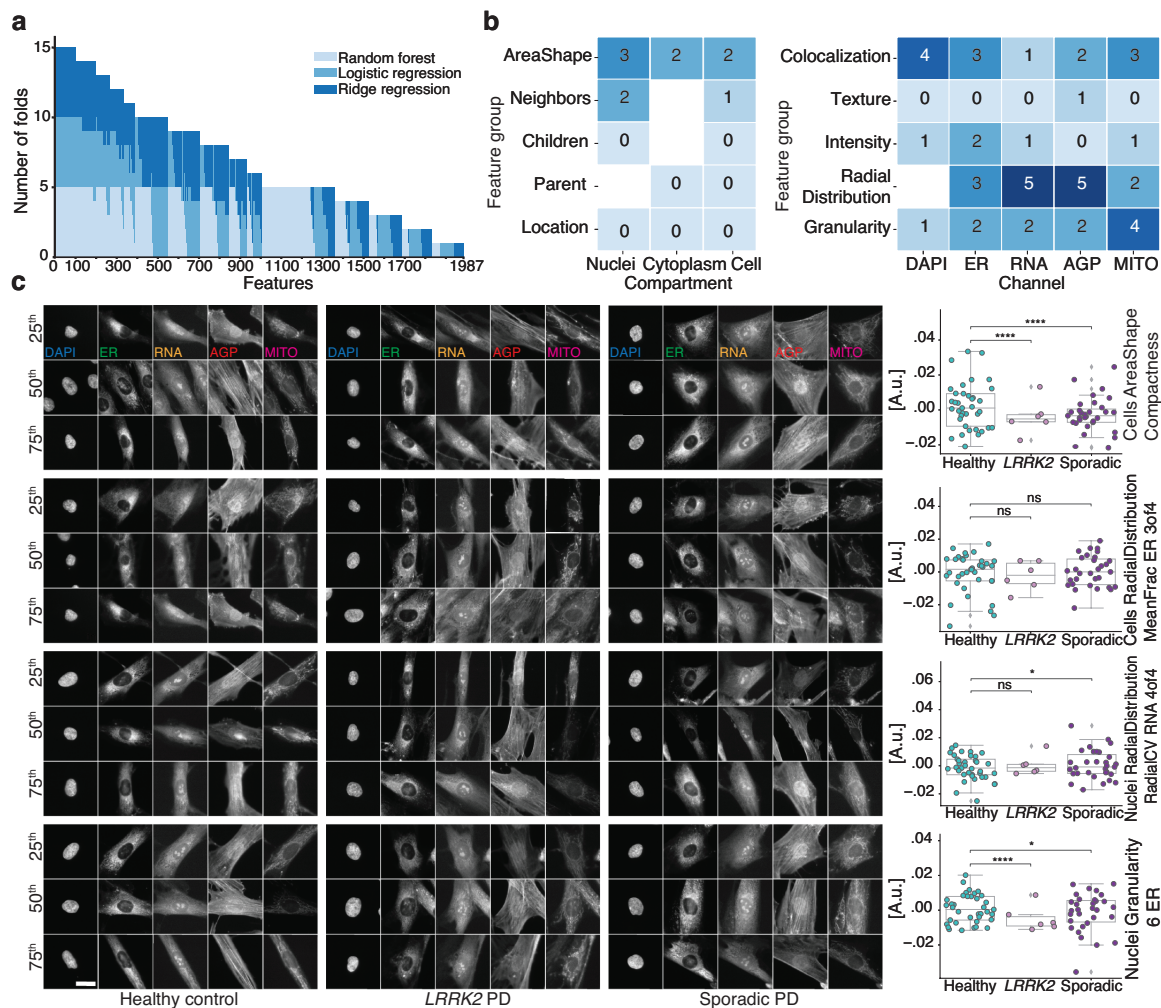 a
15
10
5
0
Number of folds
Random forest
Logistic regression
Ridge regression
0 100 300 500 700 900 1100 1300 1500 1700 1987
Features
b
Feature group
AreaShape 3 2 2
Neighbors 2 1
Children 0 0
Parent 0 0
Location 0 0 0
Nuclei Cytoplasm Cell
Compartment
Feature group
Colocalization 4 3 1 2 3
Texture 0 0 0 1 0
Intensity 1 2 1 0 1
Radial
Distribution
3 5 5 2
Granularity 1 2 2 2 4
DAPI ER RNA AGP MITO
Channel
c
25th
DAPI ER RNA AGP MITO
DAPI ER RNA AGP MITO
DAPI ER RNA AGP MITO
50th
75th
25th
50th
75th
25th
50th
75th
25th
50th
75th
Healthy control
LRRK2 PD
Sporadic PD
.04
.02
.00
−.02
[A.u.]
****
****
Healthy LRRK2 Sporadic
Cells AreaShape
Compactness
.04
.02
.00
−.02
[A.u.]
ns
ns
Healthy LRRK2 Sporadic
Cells RadialDistribution
MeanFrac ER 3of4
.06
.04
.02
.00
−.02
[A.u.]
*
ns
Healthy LRRK2 Sporadic
Nuclei RadialDistribution
RadialCV RNA 4of4
.04
.02
.00
−.02
[A.u.]
*
****
Healthy LRRK2 Sporadic
Nuclei Granularity
6 ER